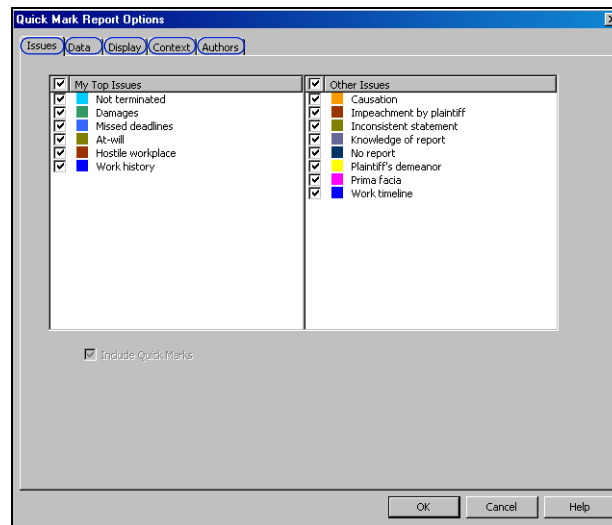 Quick Mark Report Options
Issues Data Display Context Authors
My Top Issues
Not terminated
Damages
Missed deadlines
At-will
Hostile workplace
Work history
Other Issues
Causation
Impeachment by plaintiff
Inconsistent statement
Knowledge of report
No report
Plaintiff's demeanor
Prima facia
Work timeline
Include Quick Marks
OK Cancel Help